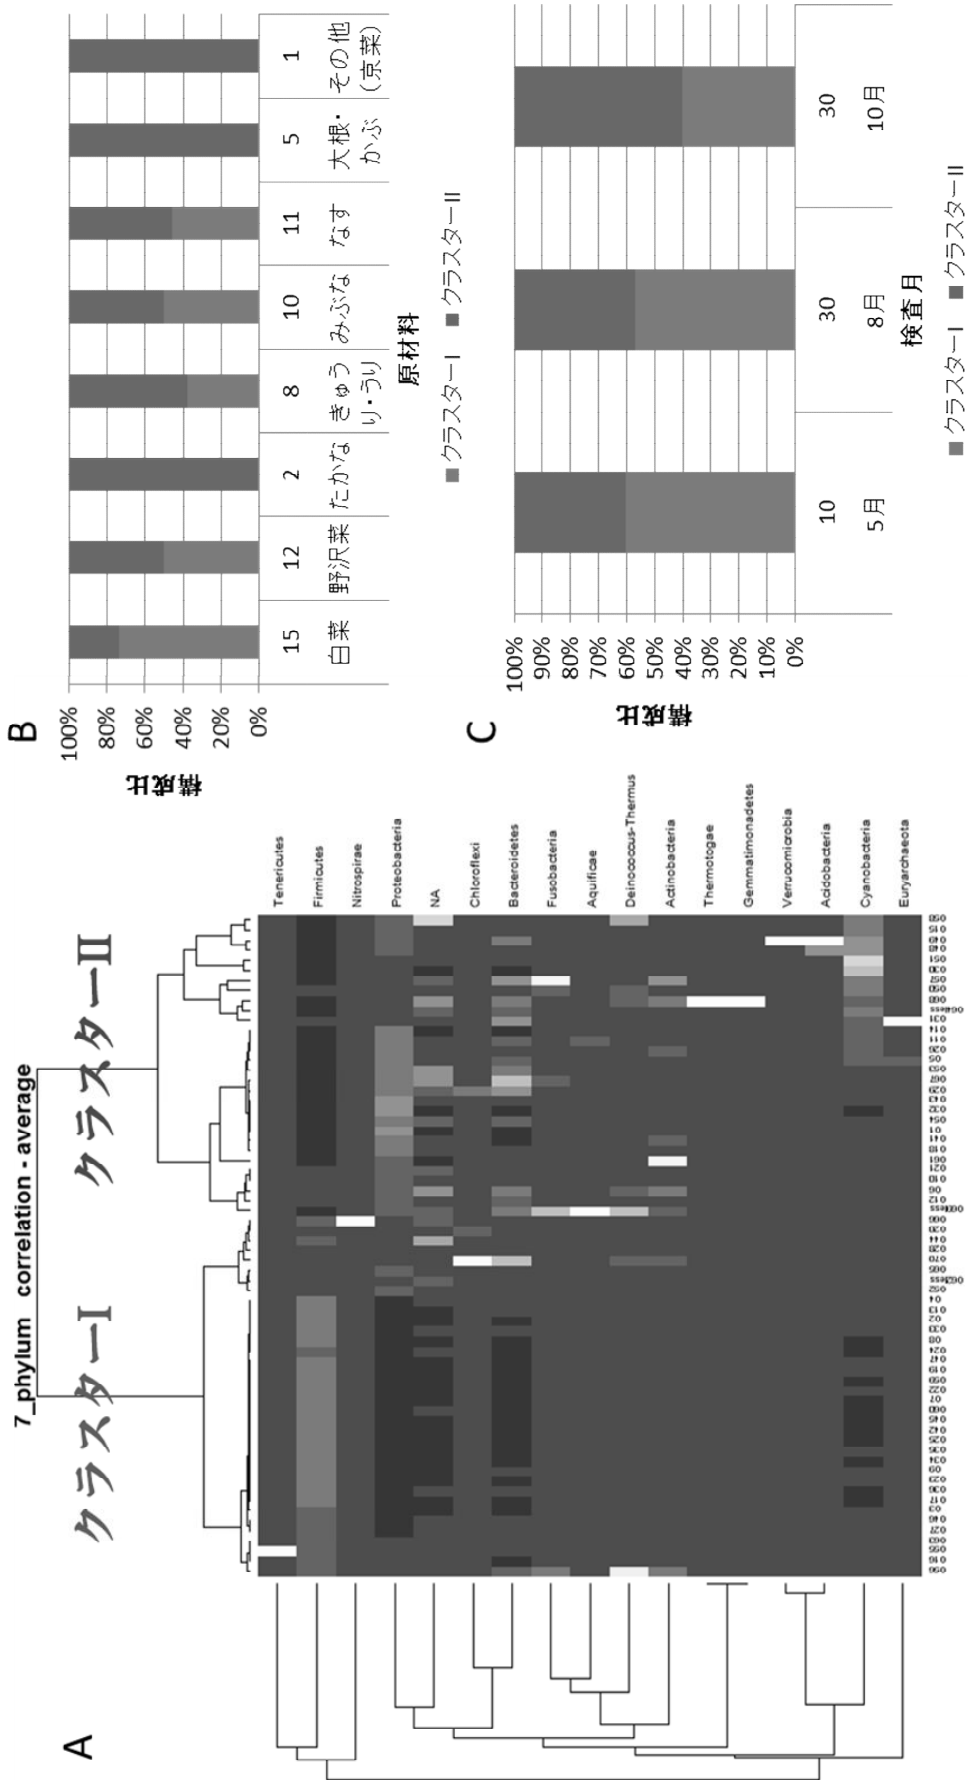 A
7_phylum correlation - average
クラスターI
クラスターII
Tenericutes
Firmicutes
Nitrospirae
Proteobacteria
NA
Chloroflexi
Bacteroidetes
Fusobacteria
Aquificae
Deinococcus-Thermus
Actinobacteria
Thermotogae
Gemmatimonadetes
Verrucomicrobia
Acidobacteria
Cyanobacteria
Euryarchaeota
B
構成比
100%
80%
60%
40%
20%
0%
15 12 2 8 10 11 5 1
白菜 野沢菜 たかな きゅうり・うり みぶな なす 大根・かぶ その他(京菜)
原材料
■クラスターI ■クラスターII
C
構成比
100%
90%
80%
70%
60%
50%
40%
30%
20%
10%
0%
10 30 30
5月 8月 10月
検査月
■クラスターI ■クラスターII